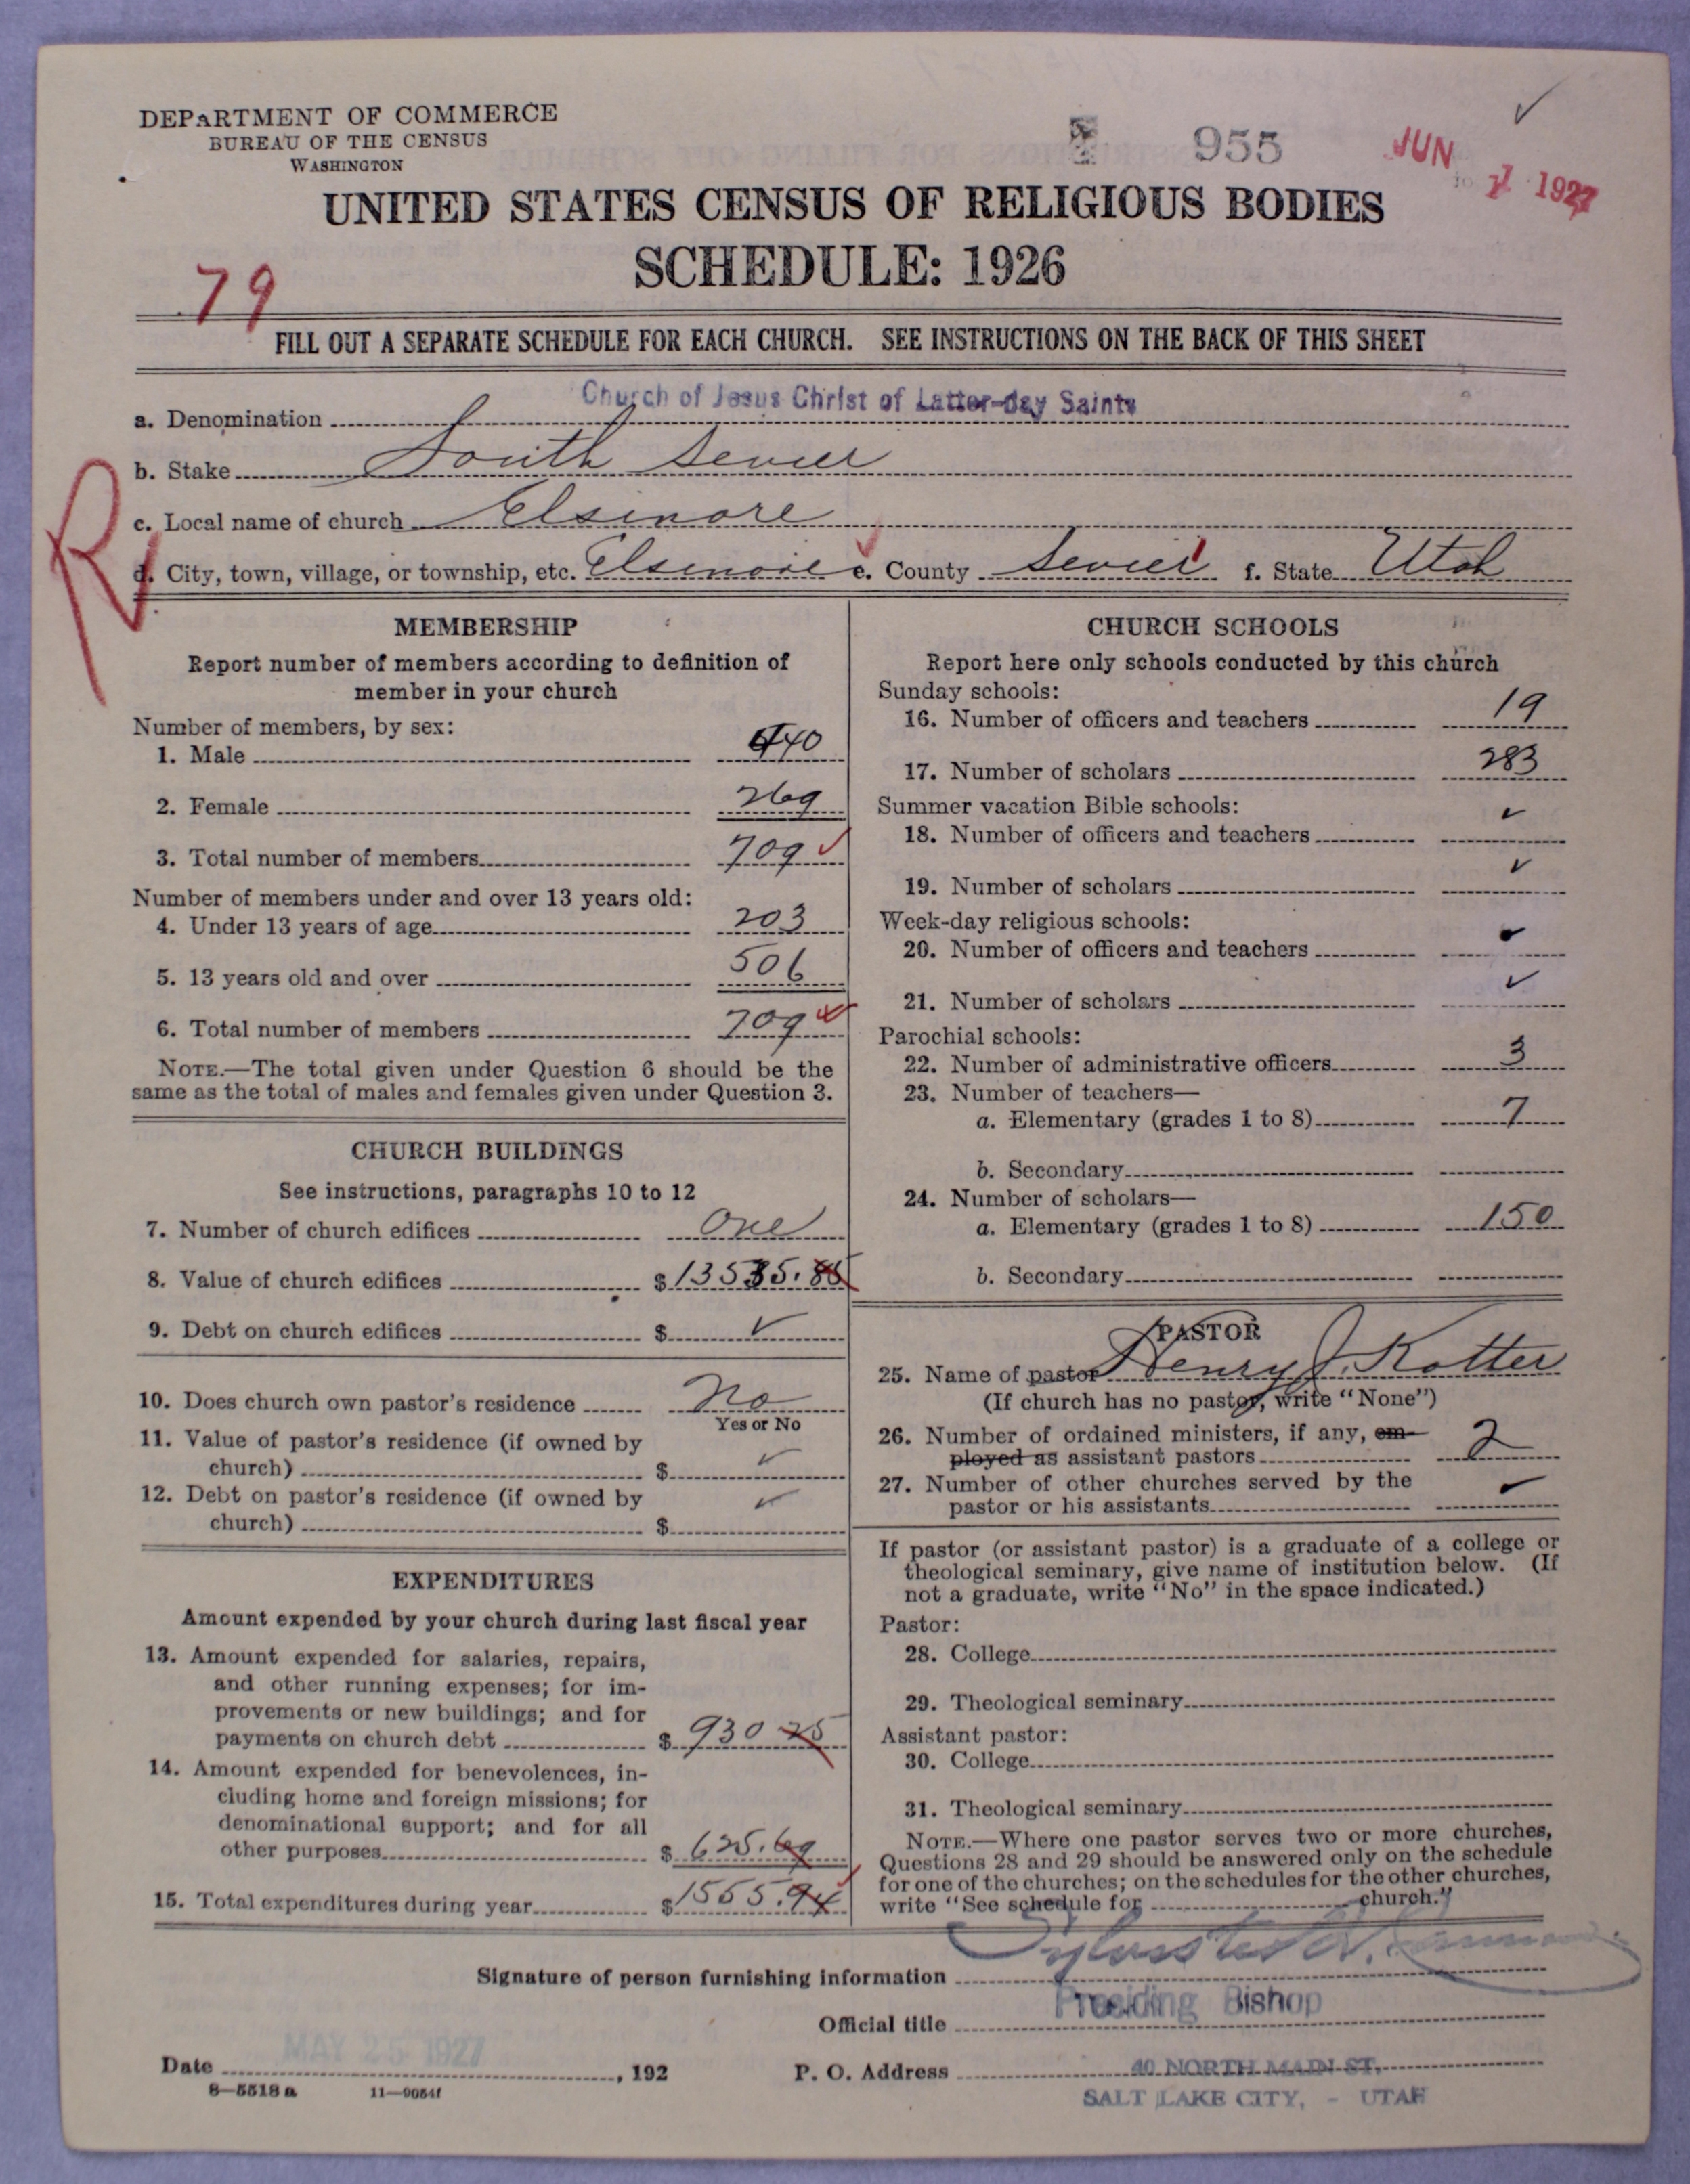 DEPARTMENT OF COMMERCE
BUREAU OF THE CENSUS
WASHINGTON
955
JUN 1 1927
UNITED STATES CENSUS OF RELIGIOUS BODIES
SCHEDULE: 1926
79
FILL OUT A SEPARATE SCHEDULE FOR EACH CHURCH. SEE INSTRUCTIONS ON THE BACK OF THIS SHEET
a. Denomination Church of Jesus Christ of Latter-day Saints
b. Stake South Sevier
c. Local name of church Elsinore
R
d. City, town, village, or township, etc. Elsinore e. County Sevier f. State Utah
MEMBERSHIP
Report number of members according to definition of
member in your church
Number of members, by sex:
1. Male 440
2. Female 269
3. Total number of members 709
Number of members under and over 13 years old:
4. Under 13 years of age 203
5. 13 years old and over 506
6. Total number of members 709
NOTE.—The total given under Question 6 should be the
same as the total of males and females given under Question 3.
CHURCH BUILDINGS
See instructions, paragraphs 10 to 12
7. Number of church edifices One
8. Value of church edifices $13535.
9. Debt on church edifices $ ✓
10. Does church own pastor's residence No
Yes or No
11. Value of pastor's residence (if owned by
church) $ ✓
12. Debt on pastor's residence (if owned by
church) $ ✓
EXPENDITURES
Amount expended by your church during last fiscal year
13. Amount expended for salaries, repairs,
and other running expenses; for im-
provements or new buildings; and for
payments on church debt $ 930 25
14. Amount expended for benevolences, in-
cluding home and foreign missions; for
denominational support; and for all
other purposes $ 625.69
15. Total expenditures during year $1555.94
CHURCH SCHOOLS
Report here only schools conducted by this church
Sunday schools:
16. Number of officers and teachers 19
17. Number of scholars 283
Summer vacation Bible schools:
18. Number of officers and teachers ✓
19. Number of scholars ✓
Week-day religious schools:
20. Number of officers and teachers ✓
21. Number of scholars ✓
Parochial schools:
22. Number of administrative officers 3
23. Number of teachers—
a. Elementary (grades 1 to 8) 7
b. Secondary
24. Number of scholars—
a. Elementary (grades 1 to 8) 150
b. Secondary
PASTOR
25. Name of pastor Henry J. Kotter
(If church has no pastor, write "None")
26. Number of ordained ministers, if any, em-
ployed as assistant pastors 2
27. Number of other churches served by the
pastor or his assistants ✓
If pastor (or assistant pastor) is a graduate of a college or
theological seminary, give name of institution below. (If
not a graduate, write "No" in the space indicated.)
Pastor:
28. College
29. Theological seminary
Assistant pastor:
30. College
31. Theological seminary
NOTE.—Where one pastor serves two or more churches,
Questions 28 and 29 should be answered only on the schedule
for one of the churches; on the schedules for the other churches,
write "See schedule for church."
Signature of person furnishing information Sylvester Q. Cannon
Official title Presiding Bishop
Date MAY 25 1927, 192 P. O. Address 40 NORTH MAIN ST,
8—5518 a 11—9054f SALT LAKE CITY, - UTAH